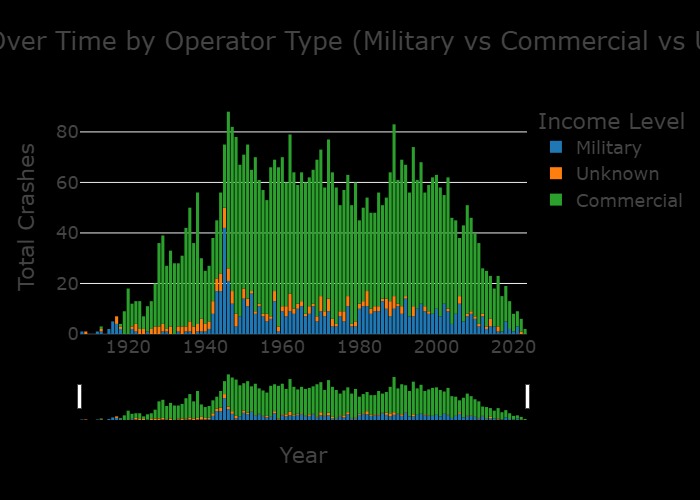 Over Time by Operator Type (Military vs Commercial vs
Income Level
Military
Unknown
Commercial
Total Crashes
80
60
40
20
0
1920 1940 1960 1980 2000 2020
Year